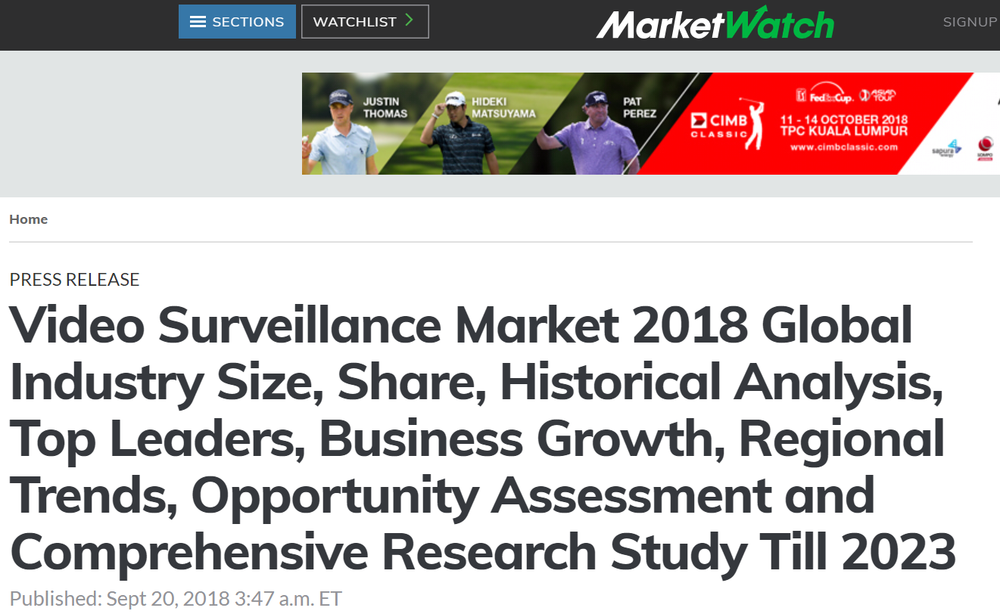 SECTIONS
WATCHLIST
MarketWatch
SIGNUP
JUSTIN
THOMAS
HIDEKI
MATSUYAMA
PAT
PEREZ
CIMB
CLASSIC
FedExCup.
ASIAN
TOUR
11 - 14 OCTOBER 2018
TPC KUALA LUMPUR
www.cimbclassic.com
sapura
energy
SOMPO
Home
PRESS RELEASE
Video Surveillance Market 2018 Global
Industry Size, Share, Historical Analysis,
Top Leaders, Business Growth, Regional
Trends, Opportunity Assessment and
Comprehensive Research Study Till 2023
Published: Sept 20, 2018 3:47 a.m. ET